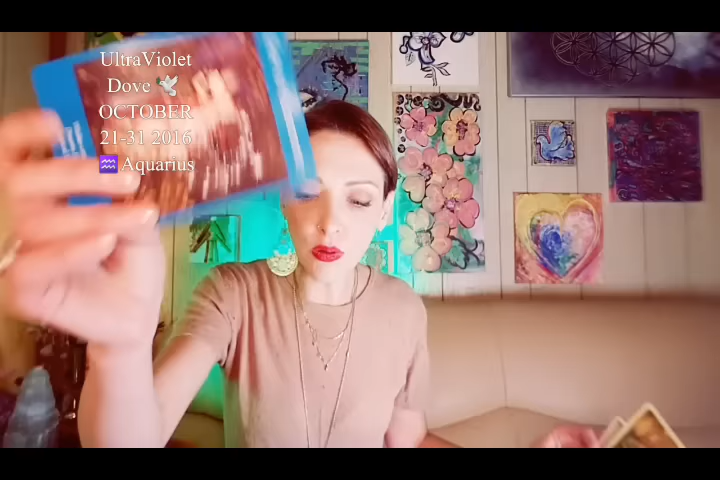 UltraViolet
Dove 🕊
OCTOBER
21-31 2016
♒Aquarius